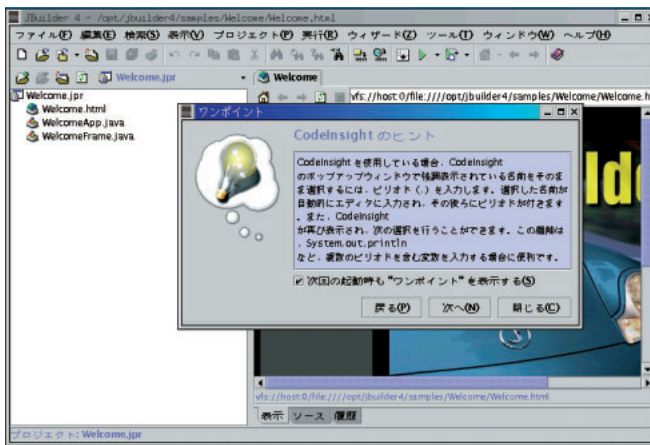 JBuilder 4 - /opt/jbuilder4/samples/Welcome/Welcome.html
ファイル(F) 編集(E) 検索(S) 表示(V) プロジェクト(P) 実行(R) ウィザード(Z) ツール(T) ウィンドウ(W) ヘルプ(H)
Welcome.jpr
Welcome
Welcome.jpr
vfs://host:0/file:////opt/jbuilder4/samples/Welcome/Welcome.h
Welcome.html
WelcomeApp.java
WelcomeFrame.java
ワンポイント
CodeInsight のヒント
CodeInsight を使用している場合、CodeInsight
のポップアップウィンドウで強調表示されている名前をそのま
ま選択するには、ピリオド (.) を入力します。選択した名前が
自動的にエディタに入力され、その後ろにピリオドが付きます
。また、CodeInsight
が再び表示され、次の選択を行うことができます。この機能は
、System.out.println
など、複数のピリオドを含む変数を入力する場合に便利です。
次回の起動時も"ワンポイント"を表示する(S)
戻る(P) 次へ(N) 閉じる(C)
vfs://host:0/file:////opt/jbuilder4/samples/Welcome/Welcome.html
表示 ソース 履歴
プロジェクト: Welcome.jpr